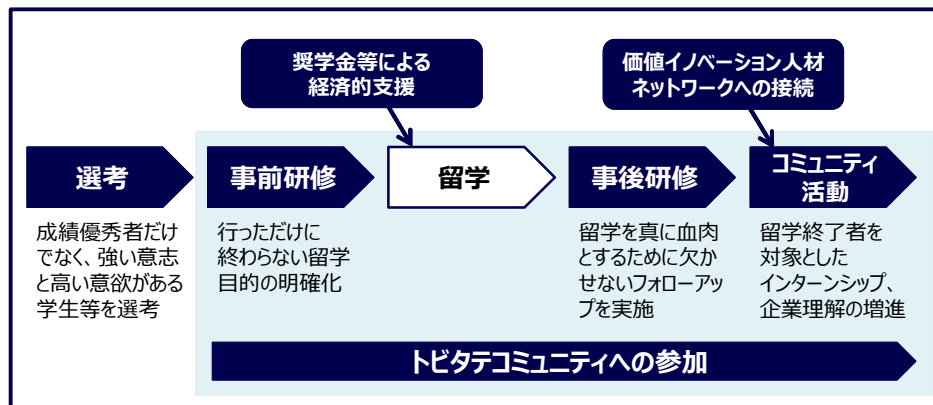 奨学金等による
経済的支援
価値イノベーション人材
ネットワークへの接続
選考
事前研修
留学
事後研修
コミュニティ
活動
成績優秀者だけ
でなく、強い意志
と高い意欲がある
学生等を選考
行っただけに
終わらない留学
目的の明確化
留学を真に血肉
とするために欠か
せないフォローアッ
プを実施
留学終了者を
対象とした
インターンシップ、
企業理解の増進
トビタテコミュニティへの参加